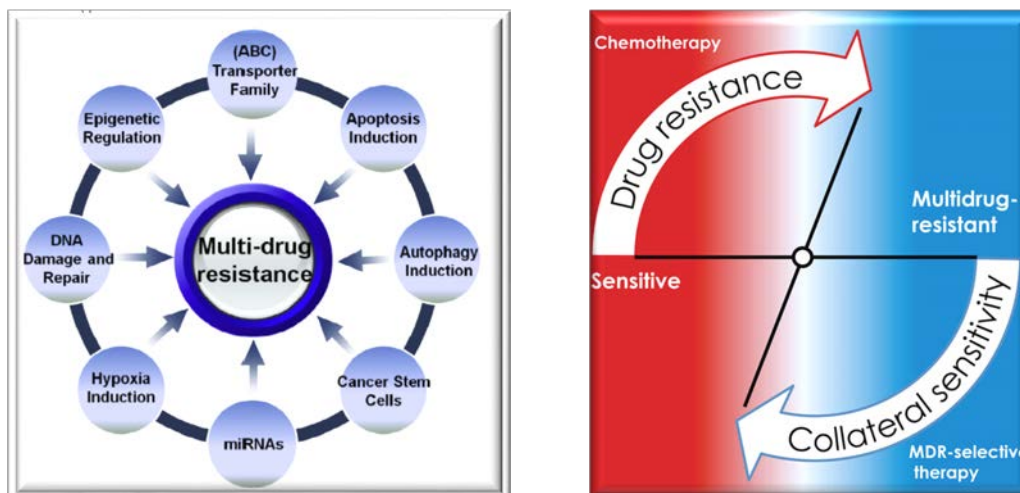 (ABC)
Transporter
Family
Epigenetic
Regulation
Apoptosis
Induction
DNA
Damage and
Repair
Multi-drug
resistance
Autophagy
Induction
Hypoxia
Induction
Cancer Stem
Cells
miRNAs
Chemotherapy
Drug resistance
Multidrug-
resistant
Sensitive
Collateral sensitivity
MDR-selective
therapy